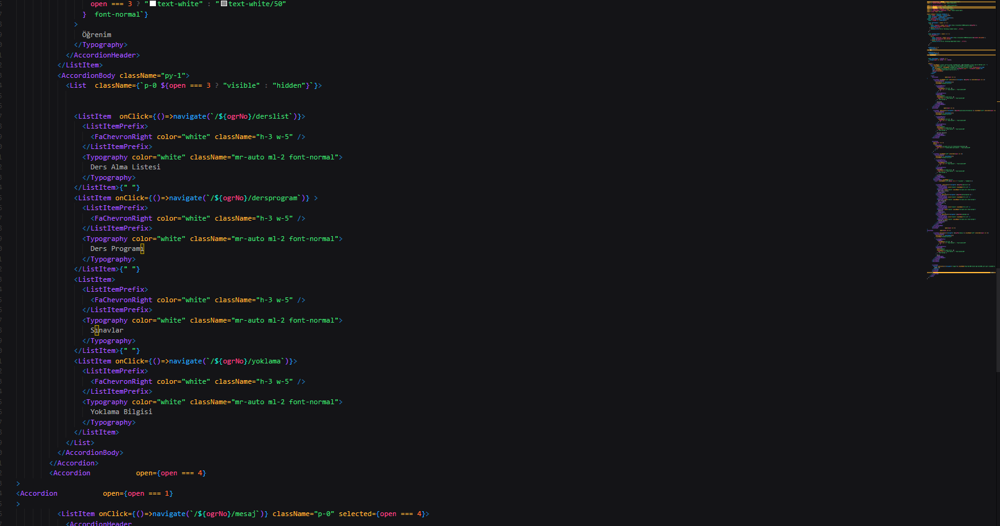 open === 3 ? "text-white" : "text-white/50"
}  font-normal`}
>
Öğrenim
</Typography>
</AccordionHeader>
</ListItem>
<AccordionBody className="py-1">
<List  className={`p-0 ${open === 3 ? "visible" : "hidden"}`}>
<ListItem  onClick={()=>navigate(`/${ogrNo}/derslist`)}>
<ListItemPrefix>
<FaChevronRight color="white" className="h-3 w-5" />
</ListItemPrefix>
<Typography color="white" className="mr-auto ml-2 font-normal">
Ders Alma Listesi
</Typography>
</ListItem>{" "}
<ListItem onClick={()=>navigate(`/${ogrNo}/dersprogram`)} >
<ListItemPrefix>
<FaChevronRight color="white" className="h-3 w-5" />
</ListItemPrefix>
<Typography color="white" className="mr-auto ml-2 font-normal">
Ders Programı
</Typography>
</ListItem>{" "}
<ListItem>
<ListItemPrefix>
<FaChevronRight color="white" className="h-3 w-5" />
</ListItemPrefix>
<Typography color="white" className="mr-auto ml-2 font-normal">
Sınavlar
</Typography>
</ListItem>{" "}
<ListItem onClick={()=>navigate(`/${ogrNo}/yoklama`)}>
<ListItemPrefix>
<FaChevronRight color="white" className="h-3 w-5" />
</ListItemPrefix>
<Typography color="white" className="mr-auto ml-2 font-normal">
Yoklama Bilgisi
</Typography>
</ListItem>
</List>
</AccordionBody>
</Accordion>
<Accordion           open={open === 4}
>
<Accordion           open={open === 1}
>
<ListItem onClick={()=>navigate(`/${ogrNo}/mesaj`)} className="p-0" selected={open === 4}>
<AccordionHeader